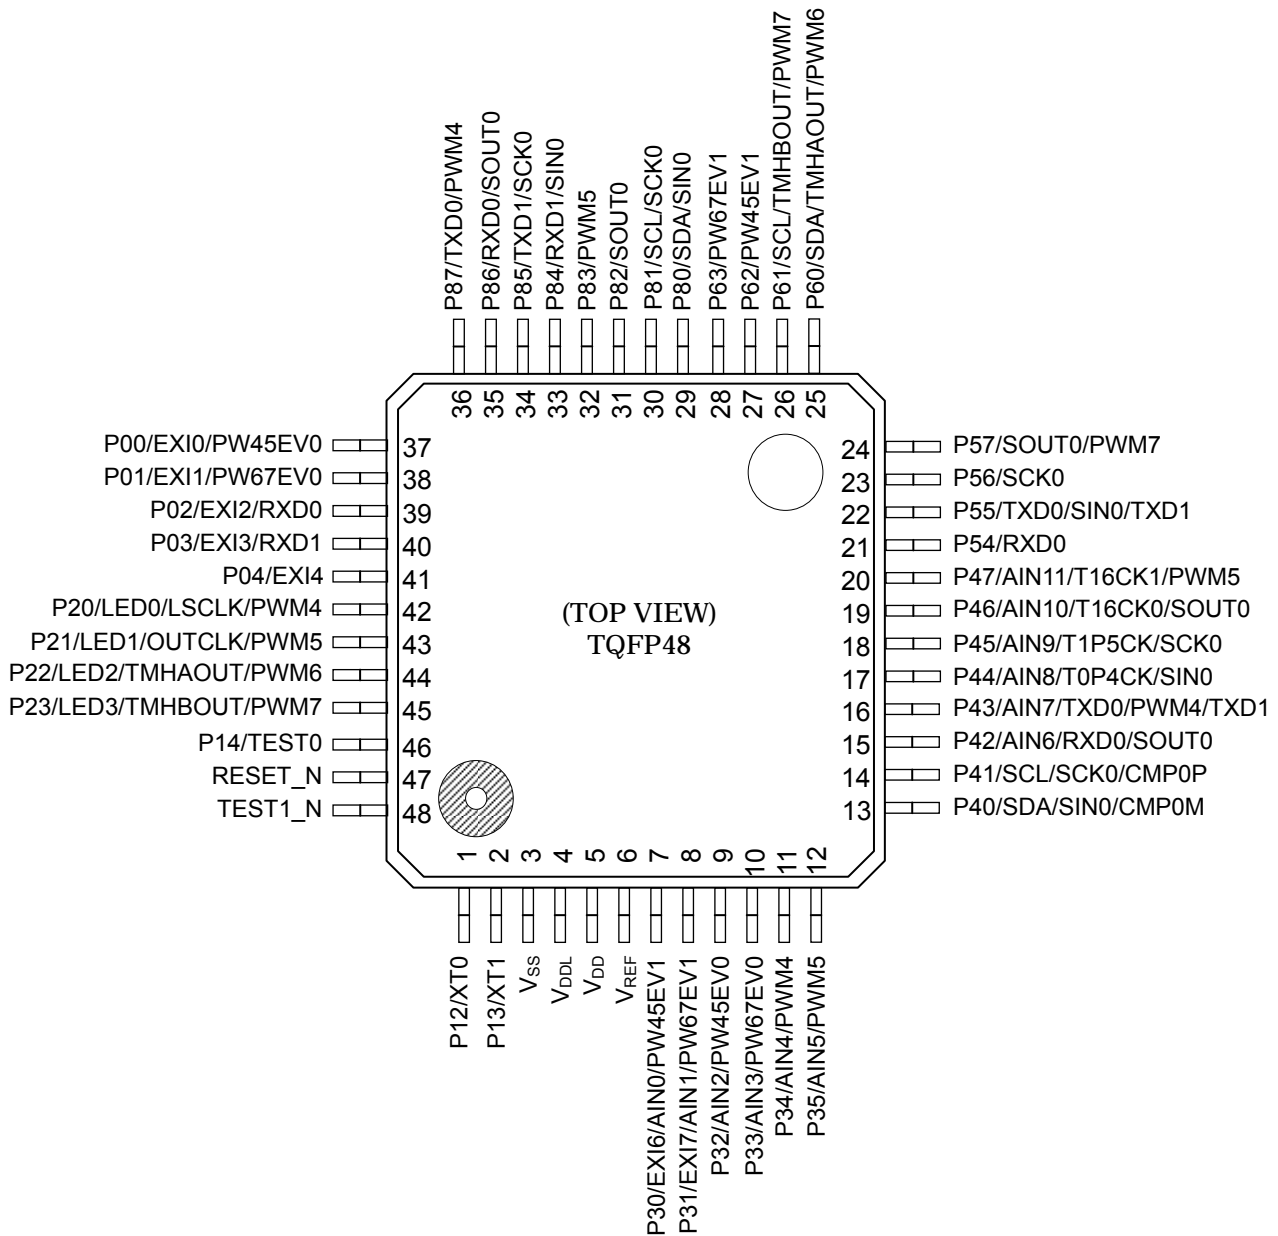 P87/TXD0/PWM4
P86/RXD0/SOUT0
P85/TXD1/SCK0
P84/RXD1/SIN0
P83/PWM5
P82/SOUT0
P81/SCL/SCK0
P80/SDA/SIN0
P63/PW67EV1
P62/PW45EV1
P61/SCL/TMHBOUT/PWM7
P60/SDA/TMHAOUT/PWM6
36
35
34
33
32
31
30
29
28
27
26
25
P00/EXI0/PW45EV0 37
P01/EXI1/PW67EV0 38
P02/EXI2/RXD0 39
P03/EXI3/RXD1 40
P04/EXI4 41
P20/LED0/LSCLK/PWM4 42
P21/LED1/OUTCLK/PWM5 43
P22/LED2/TMHAOUT/PWM6 44
P23/LED3/TMHBOUT/PWM7 45
P14/TEST0 46
RESET_N 47
TEST1_N 48
(TOP VIEW)
TQFP48
24 P57/SOUT0/PWM7
23 P56/SCK0
22 P55/TXD0/SIN0/TXD1
21 P54/RXD0
20 P47/AIN11/T16CK1/PWM5
19 P46/AIN10/T16CK0/SOUT0
18 P45/AIN9/T1P5CK/SCK0
17 P44/AIN8/T0P4CK/SIN0
16 P43/AIN7/TXD0/PWM4/TXD1
15 P42/AIN6/RXD0/SOUT0
14 P41/SCL/SCK0/CMP0P
13 P40/SDA/SIN0/CMP0M
1
2
3
4
5
6
7
8
9
10
11
12
P12/XT0
P13/XT1
VSS
VDDL
VDD
VREF
P30/EXI6/AIN0/PW45EV1
P31/EXI7/AIN1/PW67EV1
P32/AIN2/PW45EV0
P33/AIN3/PW67EV0
P34/AIN4/PWM4
P35/AIN5/PWM5